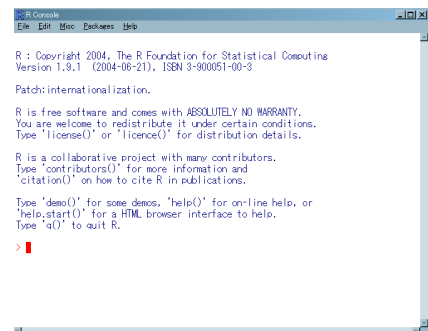 R Console
File Edit Misc Packages Help
R : Copyright 2004, The R Foundation for Statistical Computing
Version 1.9.1  (2004-06-21), ISBN 3-900051-00-3
Patch:internationalization.
R is free software and comes with ABSOLUTELY NO WARRANTY.
You are welcome to redistribute it under certain conditions.
Type 'license()' or 'licence()' for distribution details.
R is a collaborative project with many contributors.
Type 'contributors()' for more information and
'citation()' on how to cite R in publications.
Type 'demo()' for some demos, 'help()' for on-line help, or
'help.start()' for a HTML browser interface to help.
Type 'q()' to quit R.
>